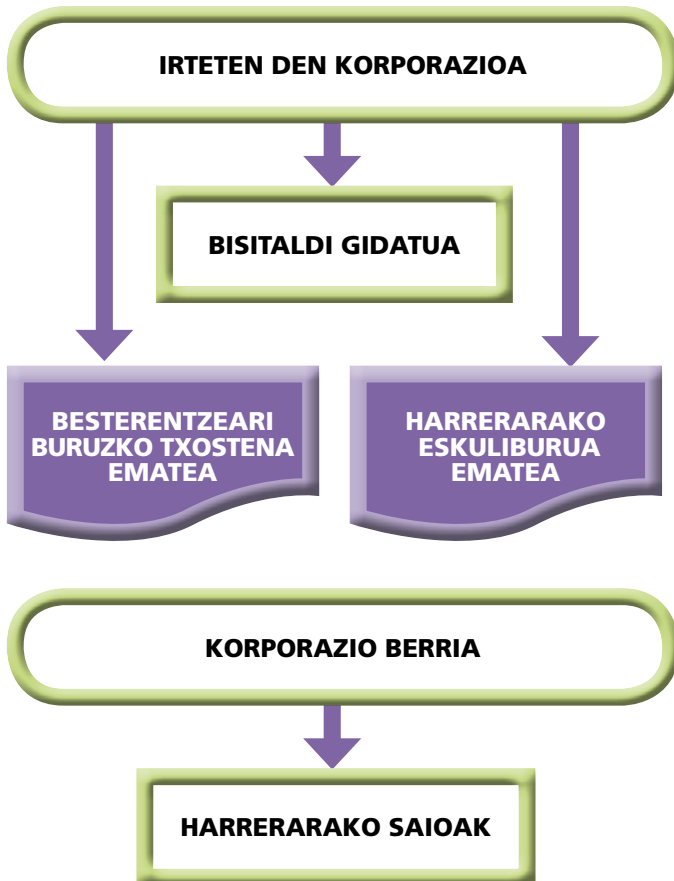 IRTETEN DEN KORPORAZIOA
BISITALDI GIDATUA
BESTERENTZEARI
BURUZKO TXOSTENA
EMATEA
HARRERARAKO
ESKULIBURUA
EMATEA
KORPORAZIO BERRIA
HARRERARAKO SAIOAK